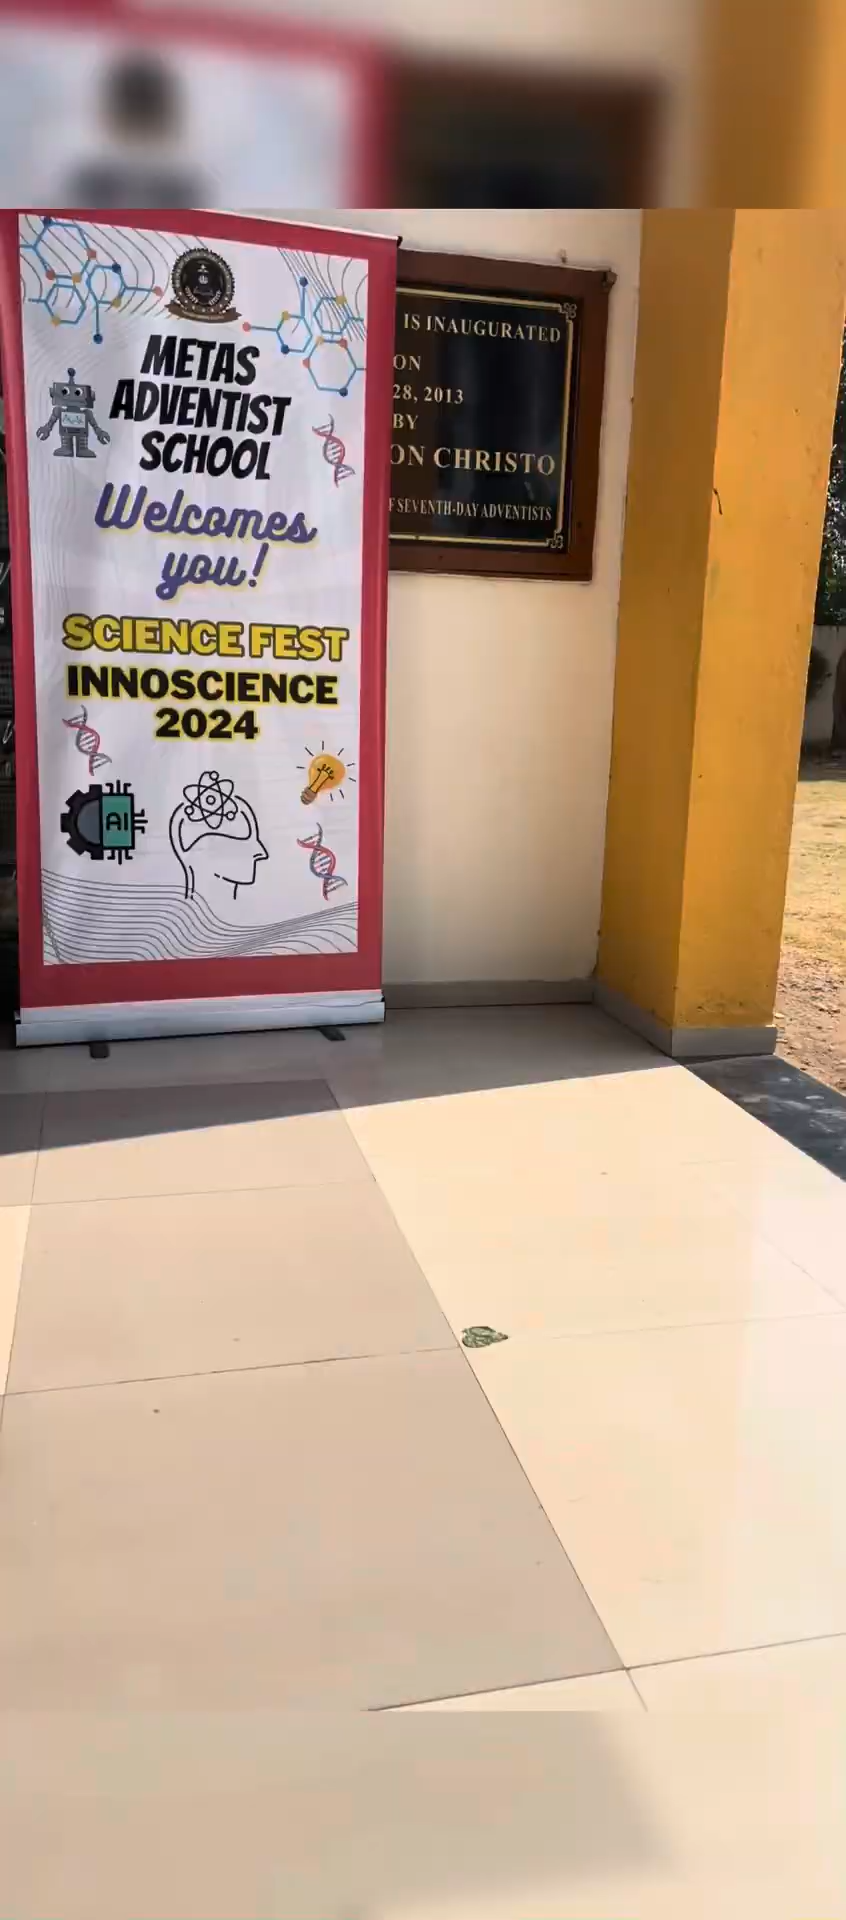 METAS
ADVENTIST
SCHOOL
Welcomes
you!
SCIENCE FEST
INNOSCIENCE
2024
AI
IS INAUGURATED
ON
28, 2013
BY
ON CHRISTO
SEVENTH-DAY ADVENTISTS